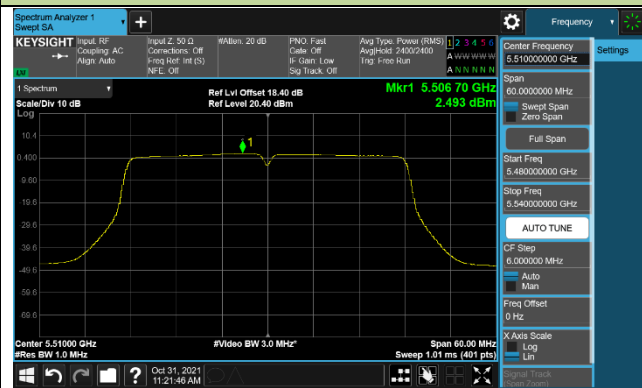 Spectrum Analyzer 1
Swept SA
Frequency
KEYSIGHT
Input: RF
Coupling: AC
Align: Auto
Input Z: 50 Ω
Corrections: Off
Freq Ref: Int (S)
NFE: Off
#Atten: 20 dB
PNO: Fast
Gate: Off
IF Gain: Low
Sig Track: Off
Avg Type: Power (RMS)
Avg|Hold: 2400/2400
Trig: Free Run
1 2 3 4 5 6
A W W W W W
A N N N N N
1 Spectrum
Scale/Div 10 dB
Log
Ref Lvl Offset 18.40 dB
Ref Level 20.40 dBm
Mkr1 5.506 70 GHz
2.493 dBm
1
10.4
0.400
-9.60
-19.6
-29.6
-39.6
-49.6
-59.6
-69.6
Center 5.51000 GHz
#Res BW 1.0 MHz
#Video BW 3.0 MHz*
Span 60.00 MHz
Sweep 1.01 ms (401 pts)
Center Frequency
5.510000000 GHz
Settings
Span
60.0000000 MHz
Swept Span
Zero Span
Full Span
Start Freq
5.480000000 GHz
Stop Freq
5.540000000 GHz
AUTO TUNE
CF Step
6.000000 MHz
Auto
Man
Freq Offset
0 Hz
X Axis Scale
Log
Lin
Signal Track
(Span Zoom)
Oct 31, 2021
11:21:46 AM